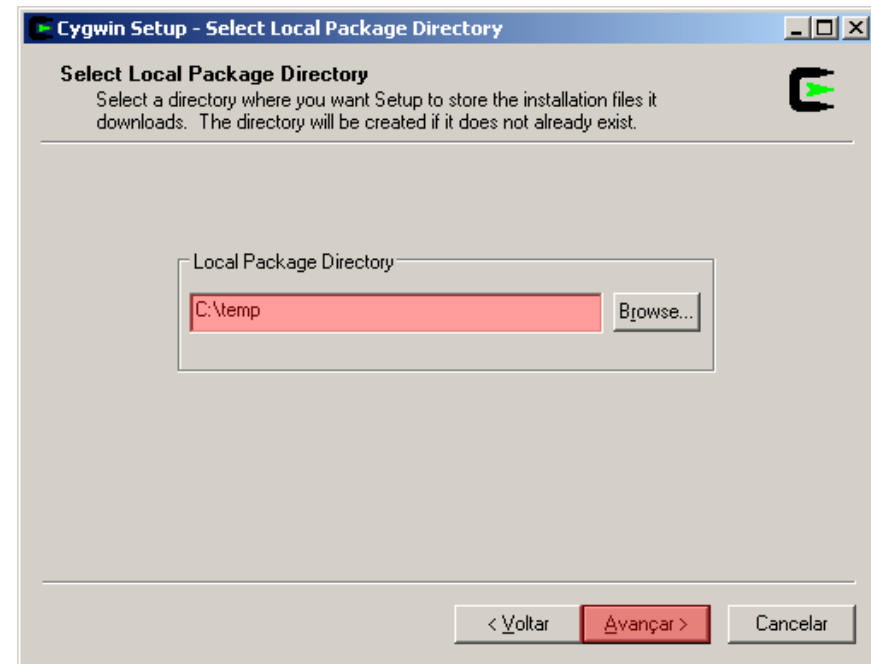 Cygwin Setup - Select Local Package Directory
Select Local Package Directory
Select a directory where you want Setup to store the installation files it
downloads. The directory will be created if it does not already exist.
Local Package Directory
C:\temp
Browse...
< Voltar
Avançar >
Cancelar